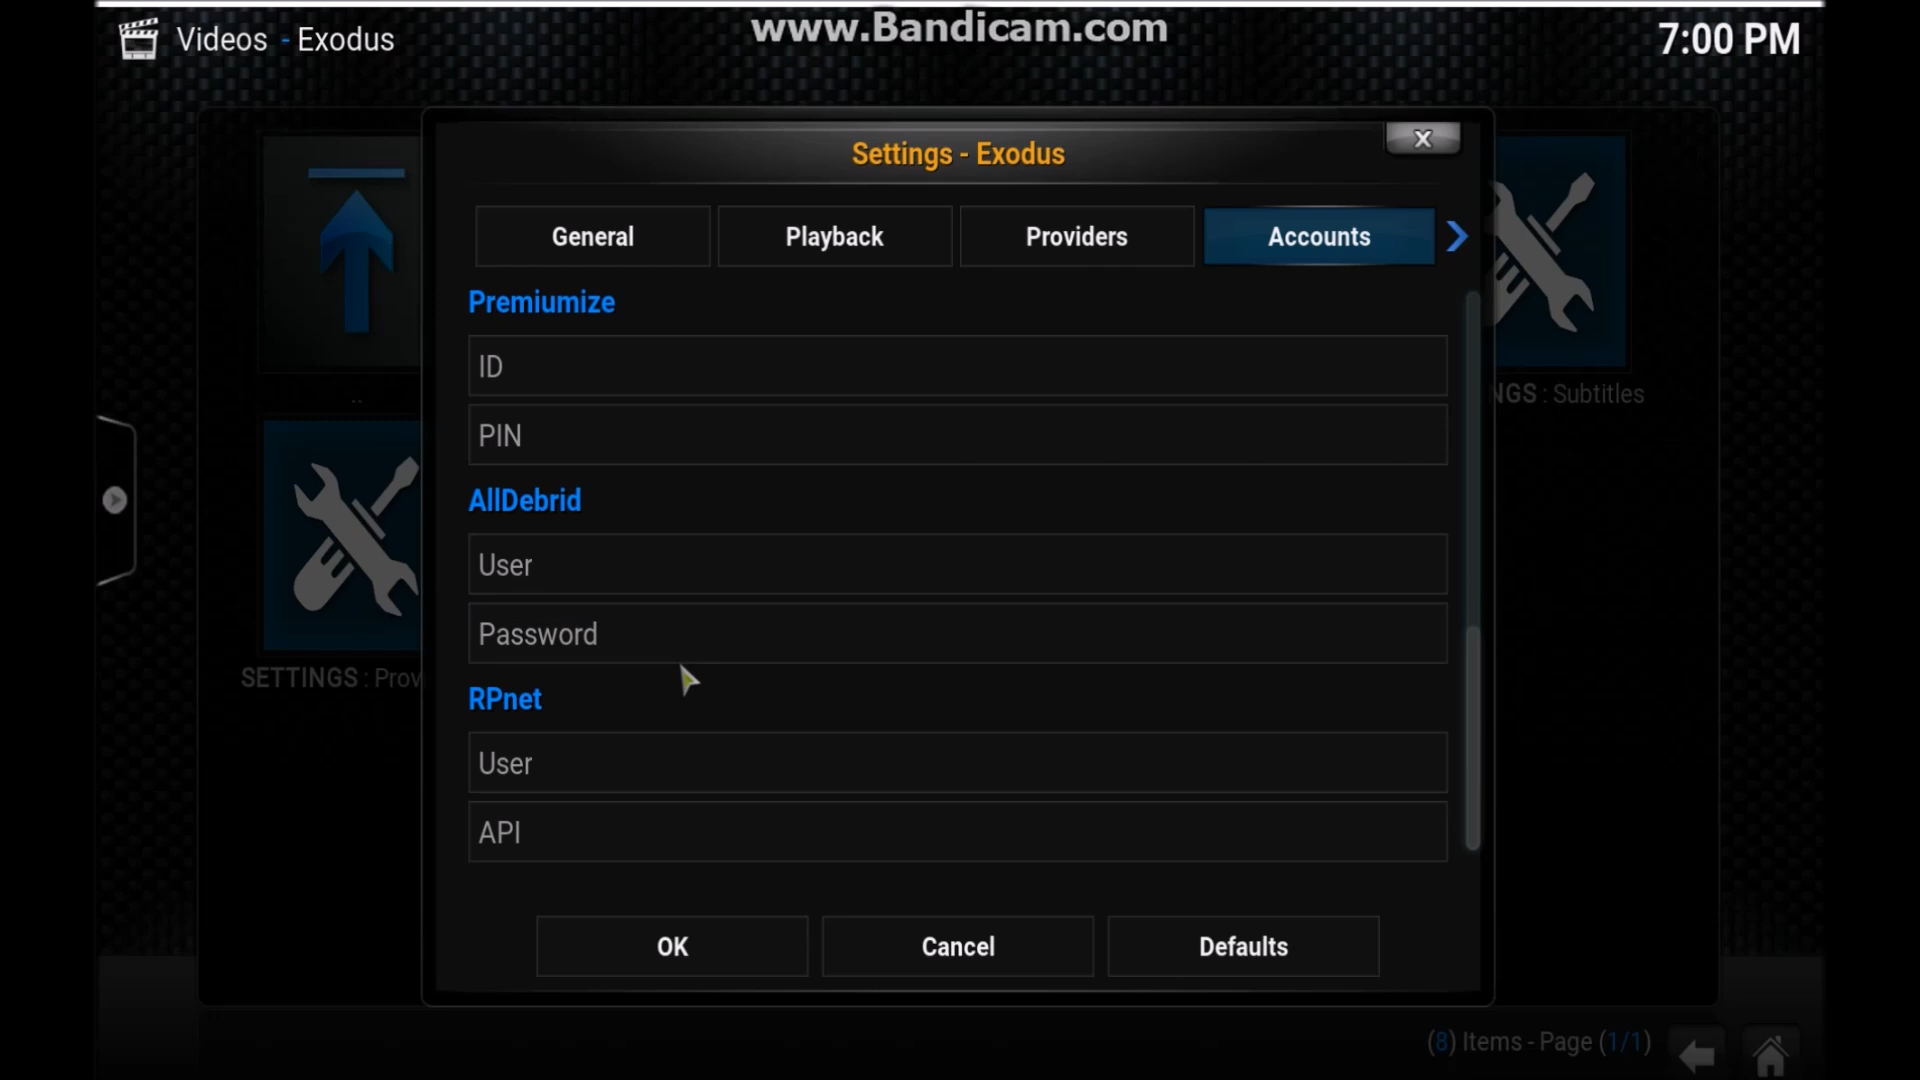 Videos - Exodus
www.Bandicam.com
7:00 PM
Settings - Exodus
X
General
Playback
Providers
Accounts
Premiumize
ID
PIN
AllDebrid
User
Password
RPnet
User
API
OK
Cancel
Defaults
..
SETTINGS : Prov
NGS : Subtitles
(8) Items - Page (1/1)